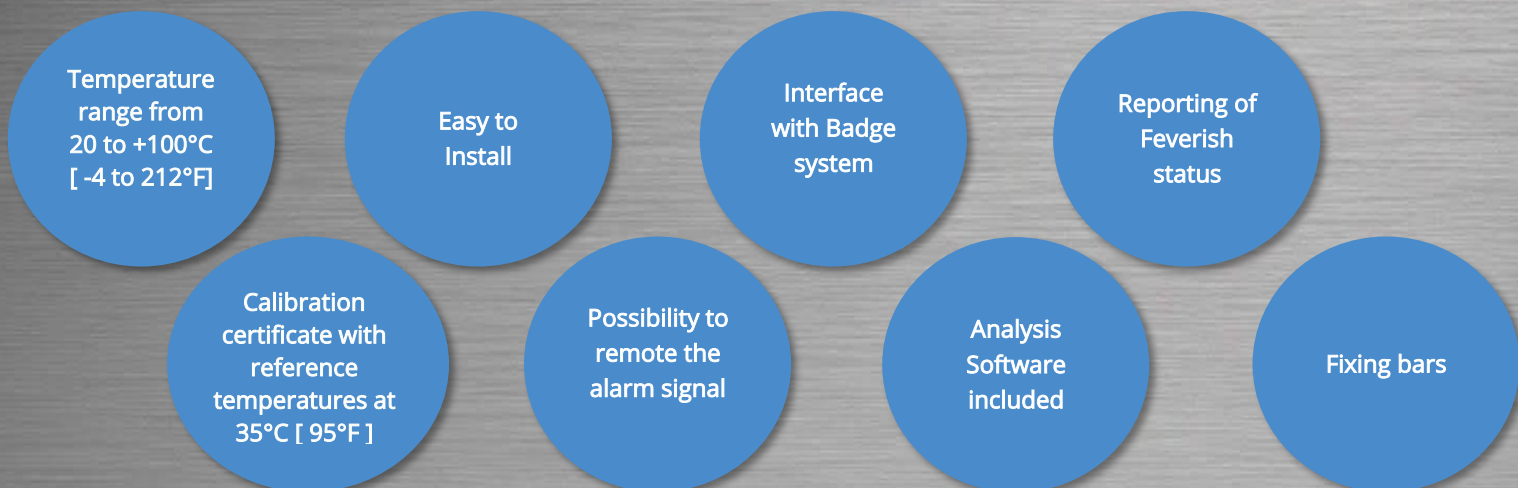 Temperature
range from
20 to +100°C
[ -4 to 212°F]
Easy to
Install
Interface
with Badge
system
Reporting of
Feverish
status
Calibration
certificate with
reference
temperatures at
35°C [ 95°F ]
Possibility to
remote the
alarm signal
Analysis
Software
included
Fixing bars